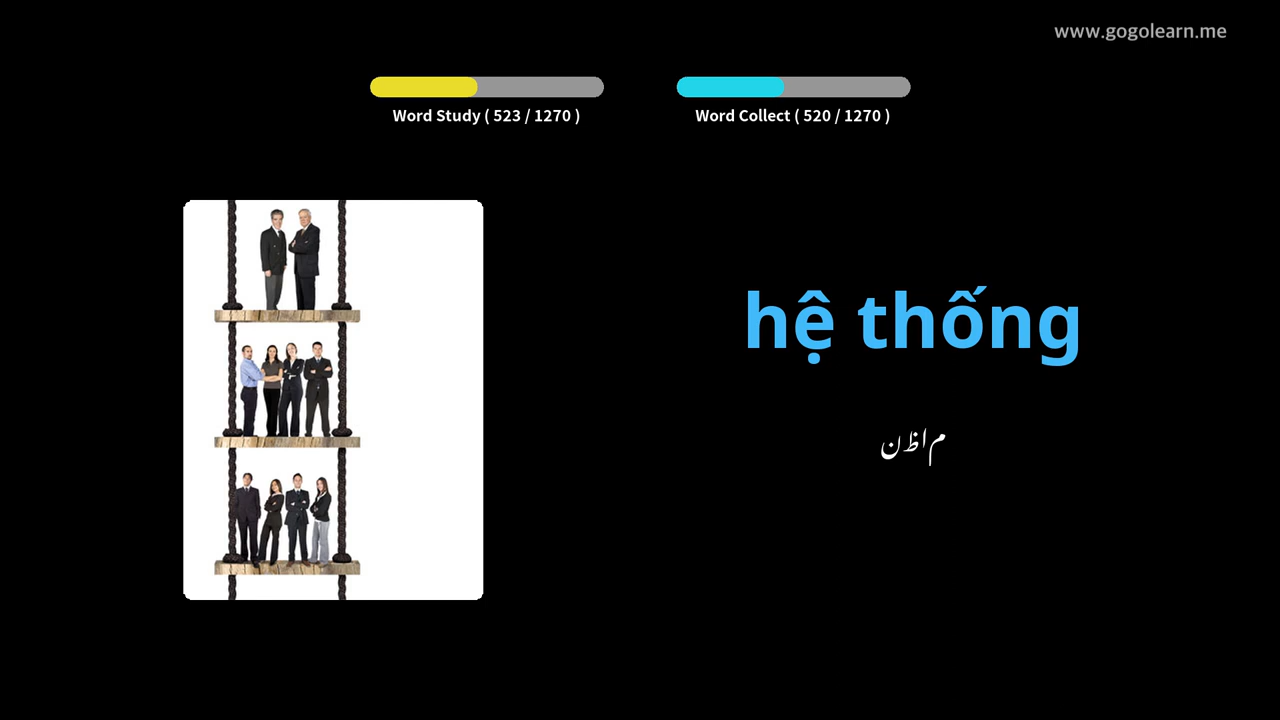 www.gogolearn.me
Word Study ( 523 / 1270 )
Word Collect ( 520 / 1270 )
hệ thống
ماظن